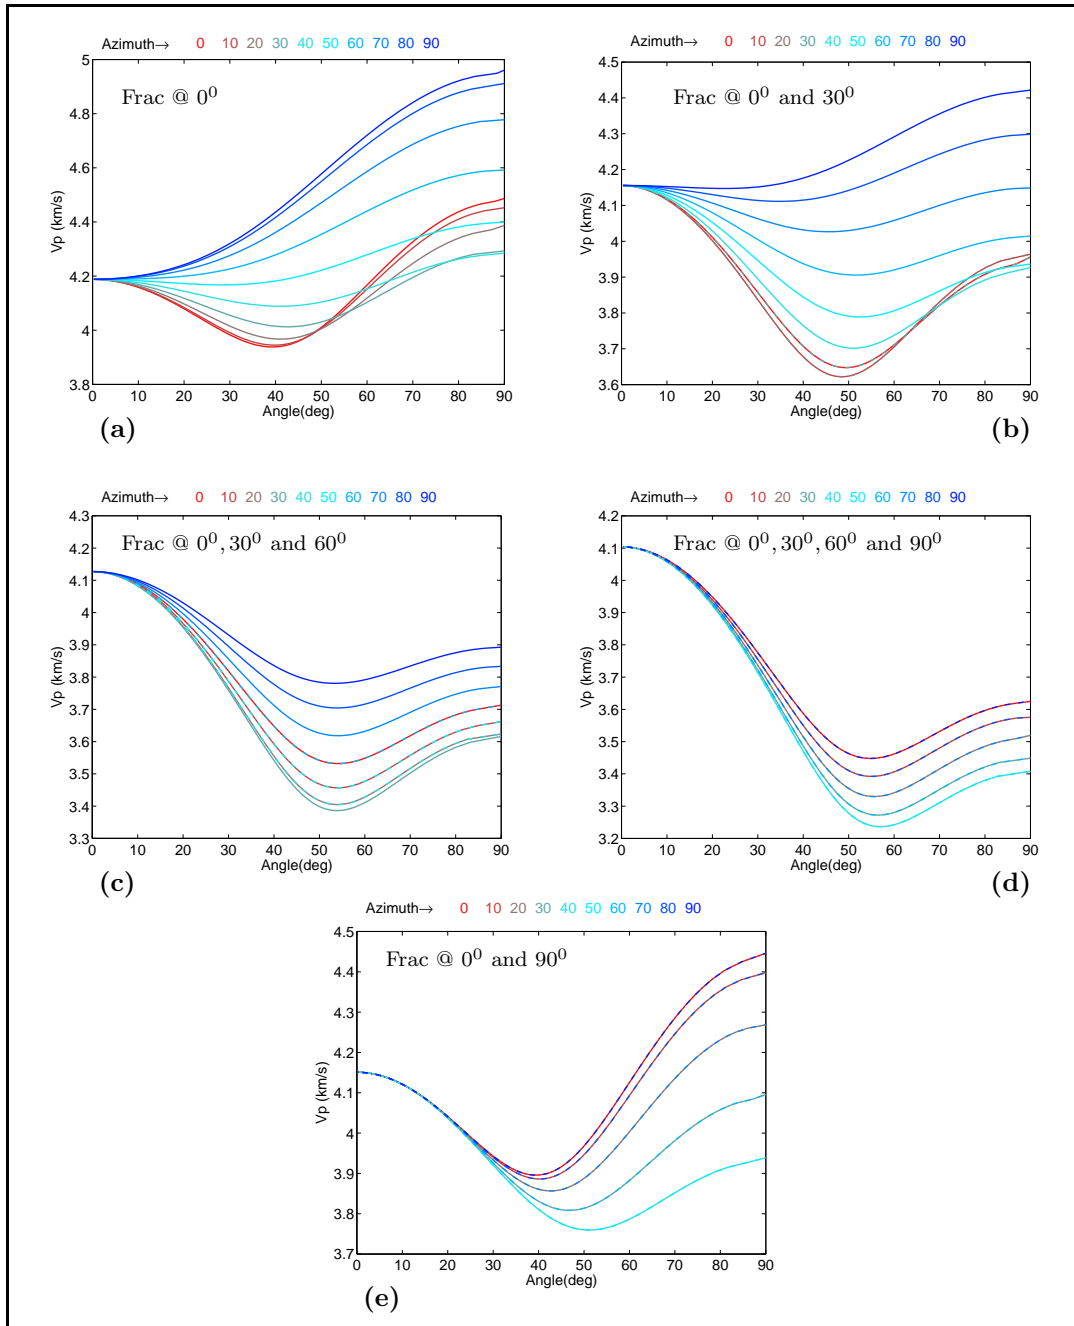 Azimuth→ 0 10 20 30 40 50 60 70 80 90
Frac @ 0⁰
Vp (km/s)
5
4.8
4.6
4.4
4.2
4
3.8
0 10 20 30 40 50 60 70 80 90
Angle(deg)
(a)
Azimuth→ 0 10 20 30 40 50 60 70 80 90
Frac @ 0⁰ and 30⁰
Vp (km/s)
4.5
4.4
4.3
4.2
4.1
4
3.9
3.8
3.7
3.6
0 10 20 30 40 50 60 70 80 90
Angle(deg)
(b)
Azimuth→ 0 10 20 30 40 50 60 70 80 90
Frac @ 0⁰, 30⁰ and 60⁰
Vp (km/s)
4.3
4.2
4.1
4
3.9
3.8
3.7
3.6
3.5
3.4
3.3
0 10 20 30 40 50 60 70 80 90
Angle(deg)
(c)
Azimuth→ 0 10 20 30 40 50 60 70 80 90
Frac @ 0⁰, 30⁰, 60⁰ and 90⁰
Vp (km/s)
4.2
4.1
4
3.9
3.8
3.7
3.6
3.5
3.4
3.3
3.2
0 10 20 30 40 50 60 70 80 90
Angle(deg)
(d)
Azimuth→ 0 10 20 30 40 50 60 70 80 90
Frac @ 0⁰ and 90⁰
Vp (km/s)
4.5
4.4
4.3
4.2
4.1
4
3.9
3.8
3.7
0 10 20 30 40 50 60 70 80 90
Angle(deg)
(e)